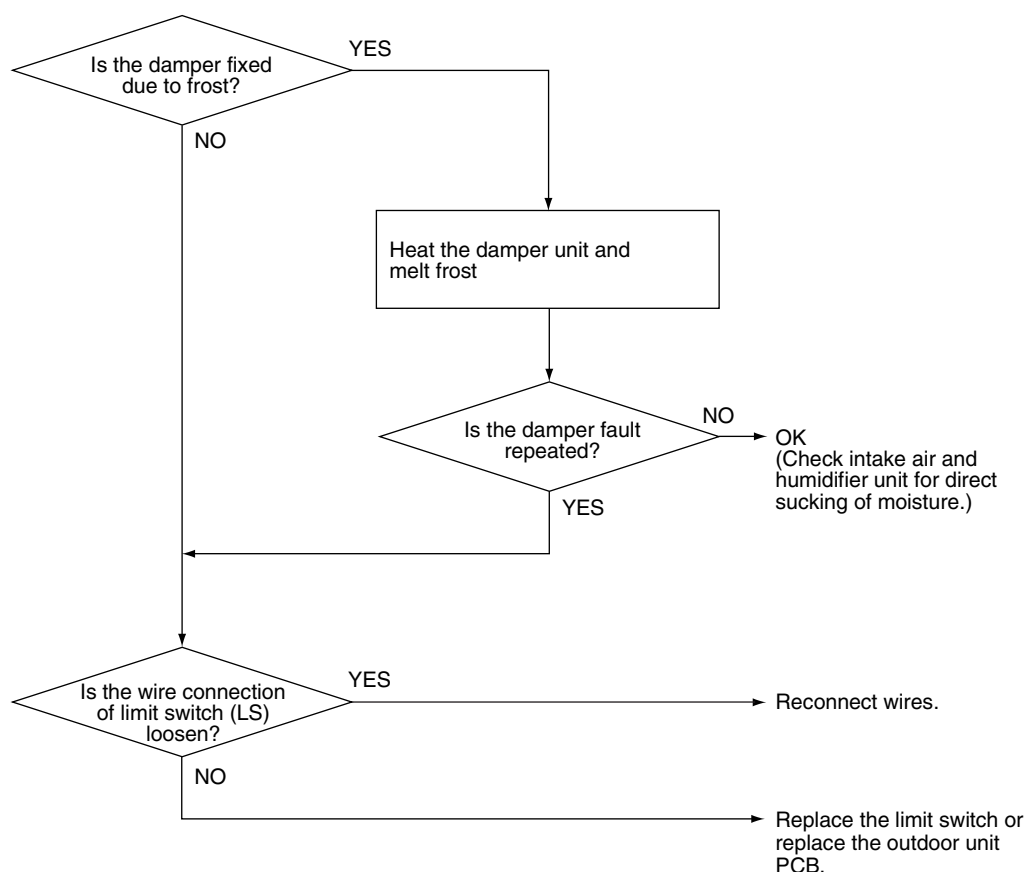 Is the damper fixed
due to frost?
YES
NO
Heat the damper unit and
melt frost
Is the damper fault
repeated?
NO
OK
(Check intake air and
humidifier unit for direct
sucking of moisture.)
YES
Is the wire connection
of limit switch (LS)
loosen?
YES
Reconnect wires.
NO
Replace the limit switch or
replace the outdoor unit
PCB.